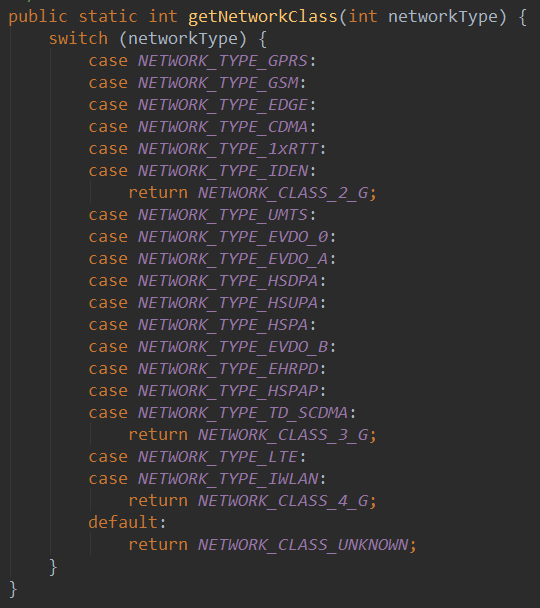 public static int getNetworkClass(int networkType) {
    switch (networkType) {
        case NETWORK_TYPE_GPRS:
        case NETWORK_TYPE_GSM:
        case NETWORK_TYPE_EDGE:
        case NETWORK_TYPE_CDMA:
        case NETWORK_TYPE_1xRTT:
        case NETWORK_TYPE_IDEN:
            return NETWORK_CLASS_2_G;
        case NETWORK_TYPE_UMTS:
        case NETWORK_TYPE_EVDO_0:
        case NETWORK_TYPE_EVDO_A:
        case NETWORK_TYPE_HSDPA:
        case NETWORK_TYPE_HSUPA:
        case NETWORK_TYPE_HSPA:
        case NETWORK_TYPE_EVDO_B:
        case NETWORK_TYPE_EHRPD:
        case NETWORK_TYPE_HSPAP:
        case NETWORK_TYPE_TD_SCDMA:
            return NETWORK_CLASS_3_G;
        case NETWORK_TYPE_LTE:
        case NETWORK_TYPE_IWLAN:
            return NETWORK_CLASS_4_G;
        default:
            return NETWORK_CLASS_UNKNOWN;
    }
}